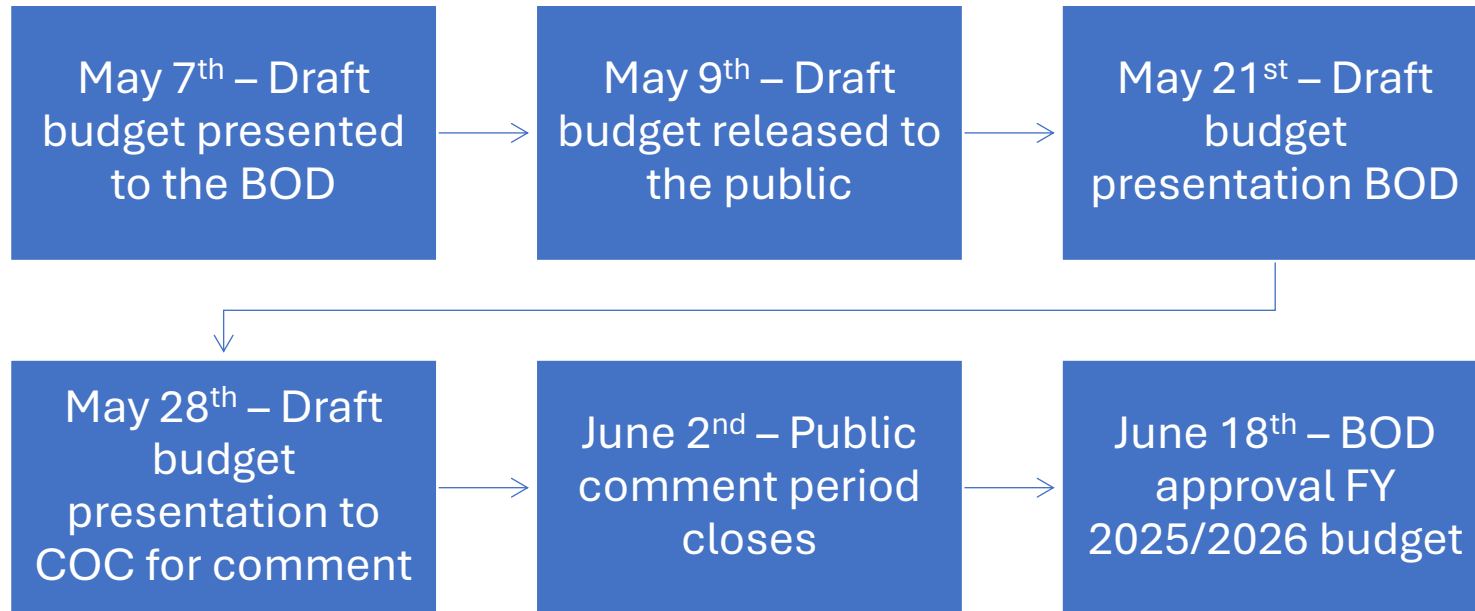 May 7th – Draft
budget presented
to the BOD
May 9th – Draft
budget released to
the public
May 21st – Draft
budget
presentation BOD
May 28th – Draft
budget
presentation to
COC for comment
June 2nd – Public
comment period
closes
June 18th – BOD
approval FY
2025/2026 budget